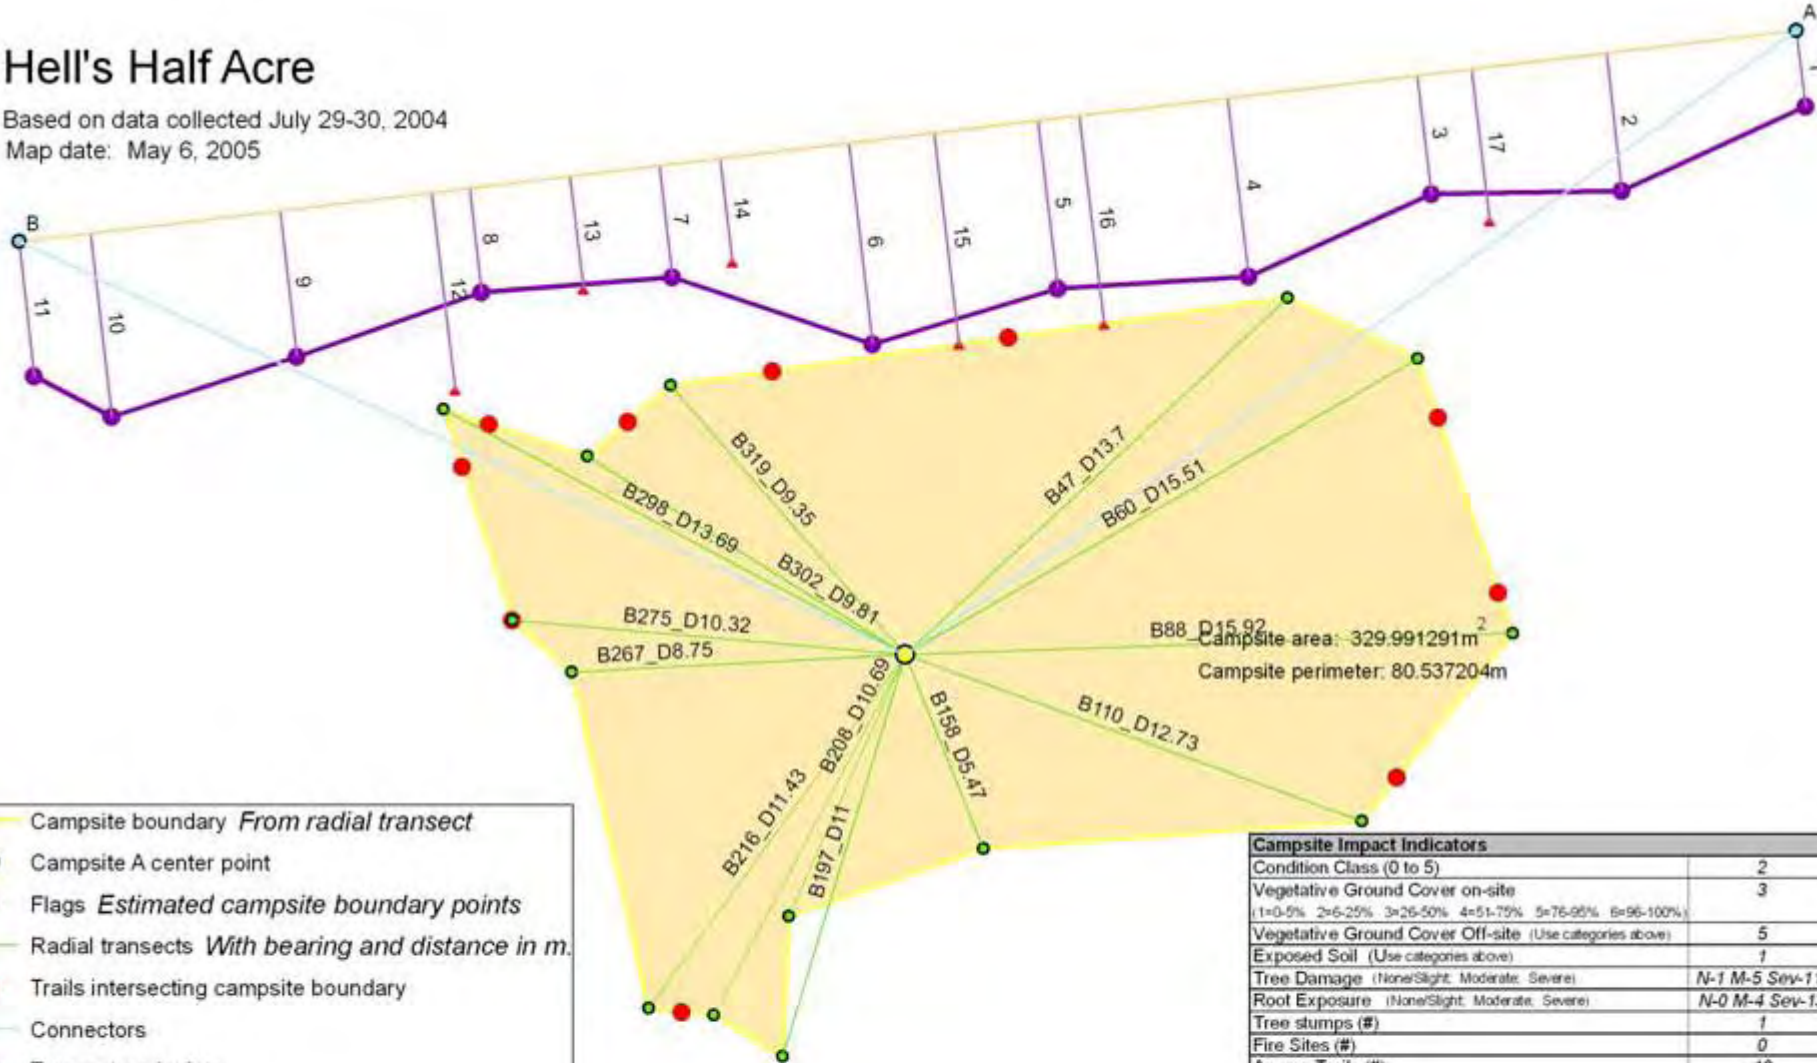 Hell's Half Acre
Based on data collected July 29-30, 2004
Map date: May 6, 2005
A
B
1
2
17
3
4
16
5
15
6
14
7
13
8
12
9
10
11
B319_D9.35
B47_D13.7
B60_D15.51
B298_D13.69
B302_D9.81
B275_D10.32
B267_D8.75
B88_D15.92
Campsite area: 329.991291m2
Campsite perimeter: 80.537204m
B110_D12.73
B158_D5.47
B208_D10.69
B216_D11.43
B197_D11
Campsite boundary From radial transect
Campsite A center point
Flags Estimated campsite boundary points
Radial transects With bearing and distance in m.
Trails intersecting campsite boundary
Connectors
Campsite Impact Indicators
Condition Class (0 to 5) 2
Vegetative Ground Cover on-site 3
(1=0-5% 2=6-25% 3=26-50% 4=51-75% 5=76-95% 6=96-100%)
Vegetative Ground Cover Off-site (Use categories above) 5
Exposed Soil (Use categories above) 1
Tree Damage (None/Slight, Moderate, Severe) N-1 M-5 Sev-11
Root Exposure (None/Slight, Moderate, Severe) N-0 M-4
Tree stumps (#) 1
Fire Sites (#) 0